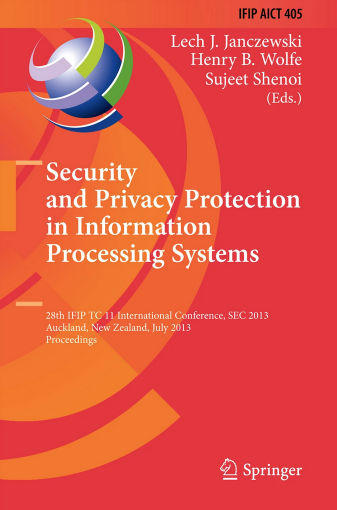 IFIP AICT 405
Lech J. Janczewski
Henry B. Wolfe
Sujeet Shenoi
(Eds.)
Security
and Privacy Protection
in Information
Processing Systems
28th IFIP TC 11 International Conference, SEC 2013
Auckland, New Zealand, July 2013
Proceedings
Springer